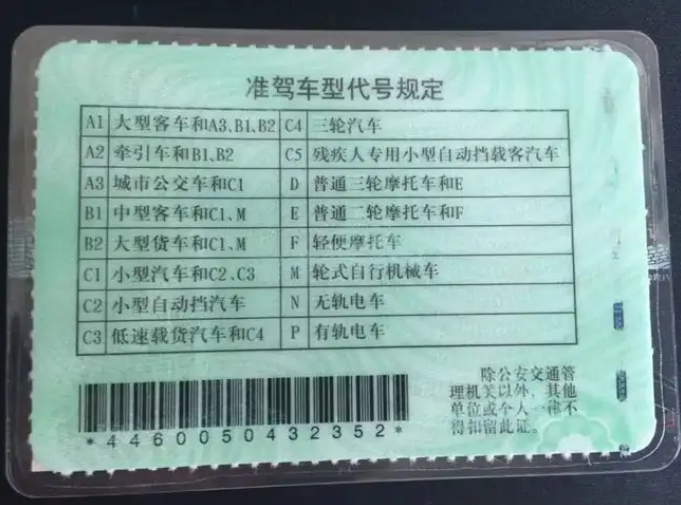 准驾车型代号规定
A1 大型客车和A3、B1、B2 C4 三轮汽车
A2 牵引车和B1、B2 C5 残疾人专用小型自动挡载客汽车
A3 城市公交车和C1 D 普通三轮摩托车和E
B1 中型客车和C1、M E 普通二轮摩托车和F
B2 大型货车和C1、M F 轻便摩托车
C1 小型汽车和C2、C3 M 轮式自行机械车
C2 小型自动挡汽车 N 无轨电车
C3 低速载货汽车和C4 P 有轨电车
除公安交通管
理机关以外，其他
单位或个人一律不
得扣留此证。
*4460050432352*